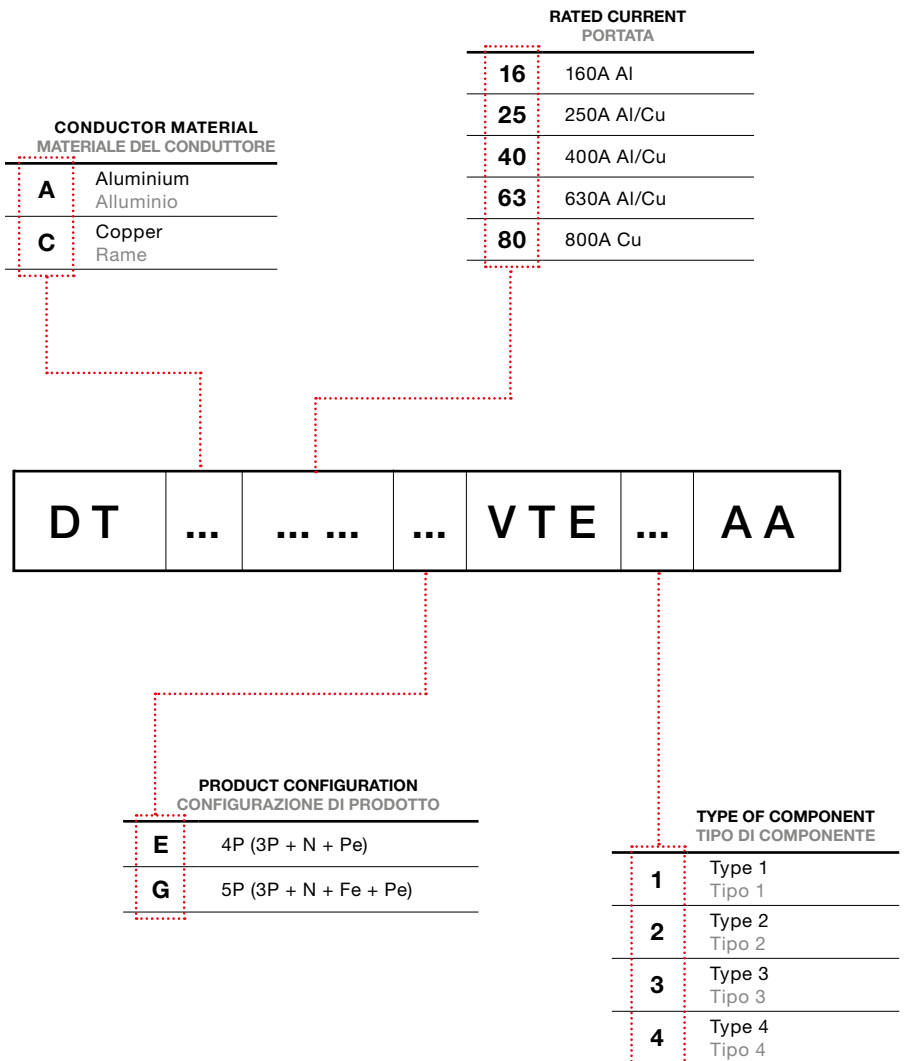 RATED CURRENT
PORTATA
16 160A Al
25 250A Al/Cu
40 400A Al/Cu
63 630A Al/Cu
80 800A Cu
CONDUCTOR MATERIAL
MATERIALE DEL CONDUTTORE
A Aluminium
Alluminio
C Copper
Rame
DT ... ... ... ... VTE ... AA
PRODUCT CONFIGURATION
CONFIGURAZIONE DI PRODOTTO
E 4P (3P + N + Pe)
G 5P (3P + N + Fe + Pe)
TYPE OF COMPONENT
TIPO DI COMPONENTE
1 Type 1
Tipo 1
2 Type 2
Tipo 2
3 Type 3
Tipo 3
4 Type 4
Tipo 4